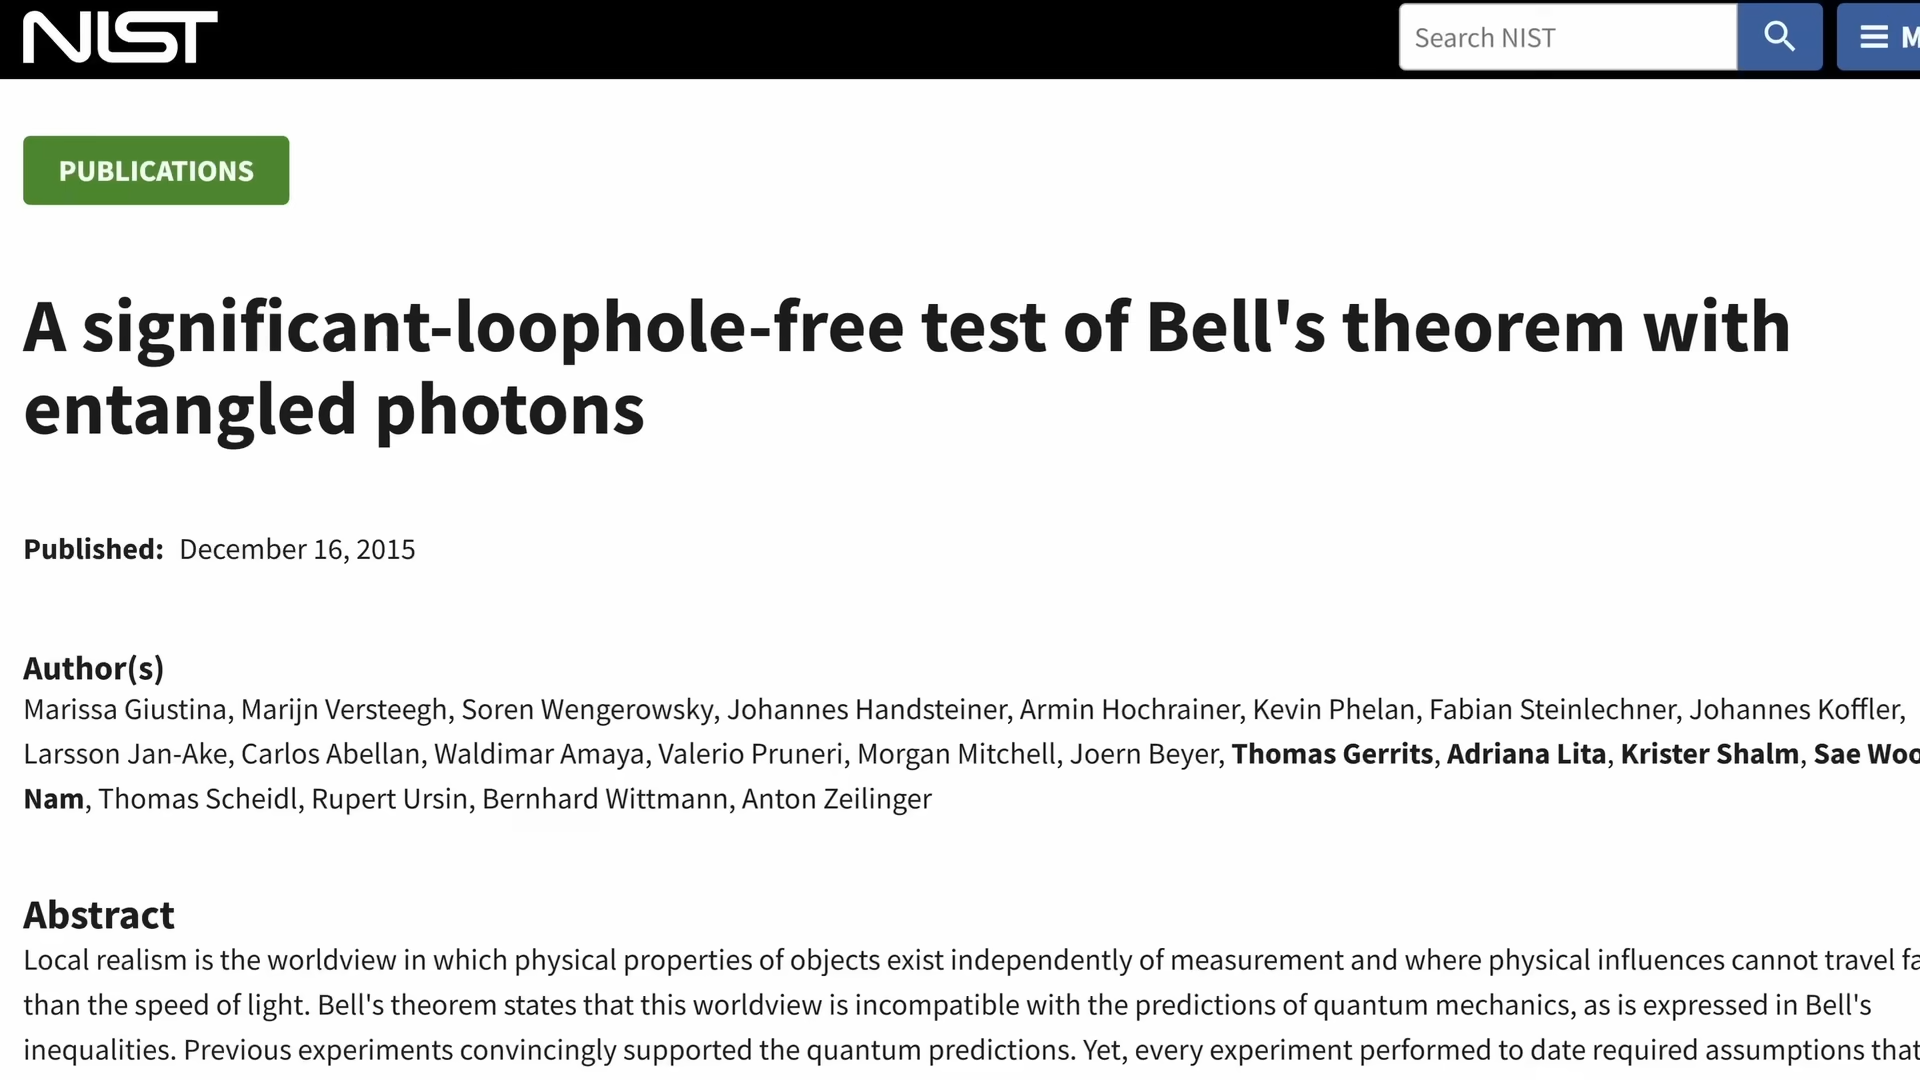 NIST
Search NIST
PUBLICATIONS
A significant-loophole-free test of Bell's theorem with
entangled photons
Published: December 16, 2015
Author(s)
Marissa Giustina, Marijn Versteegh, Soren Wengerowsky, Johannes Handsteiner, Armin Hochrainer, Kevin Phelan, Fabian Steinlechner, Johannes Koffler,
Larsson Jan-Ake, Carlos Abellan, Waldimar Amaya, Valerio Pruneri, Morgan Mitchell, Joern Beyer, Thomas Gerrits, Adriana Lita, Krister Shalm, Sae Woo
Nam, Thomas Scheidl, Rupert Ursin, Bernhard Wittmann, Anton Zeilinger
Abstract
Local realism is the worldview in which physical properties of objects exist independently of measurement and where physical influences cannot travel
than the speed of light. Bell's theorem states that this worldview is incompatible with the predictions of quantum mechanics, as is expressed in Bell's
inequalities. Previous experiments convincingly supported the quantum predictions. Yet, every experiment performed to date required assumptions that